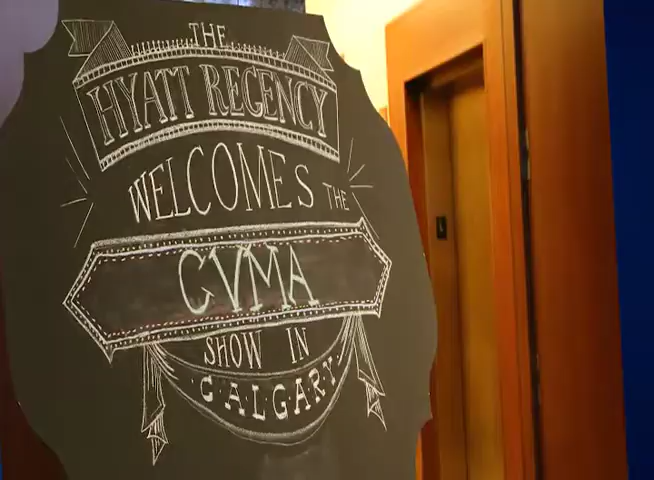 THE
HYATT REGENCY
WELCOMES THE
CVMA
SHOW IN
CALGARY